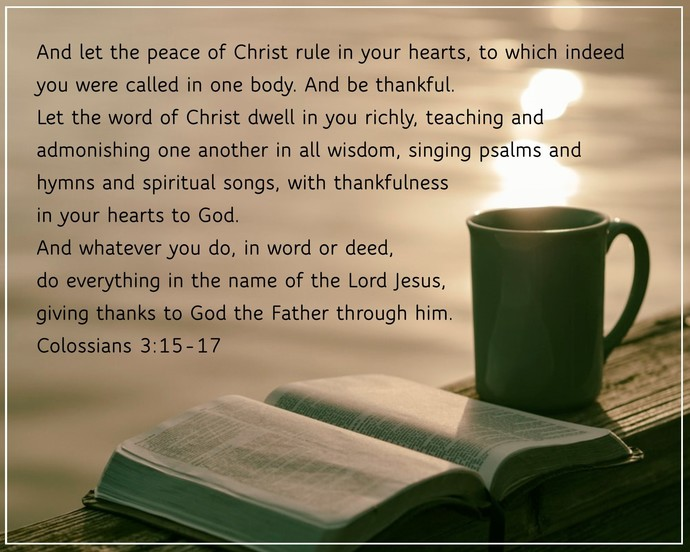 And let the peace of Christ rule in your hearts, to which indeed
you were called in one body. And be thankful.
Let the word of Christ dwell in you richly, teaching and
admonishing one another in all wisdom, singing psalms and
hymns and spiritual songs, with thankfulness
in your hearts to God.
And whatever you do, in word or deed,
do everything in the name of the Lord Jesus,
giving thanks to God the Father through him.
Colossians 3:15-17